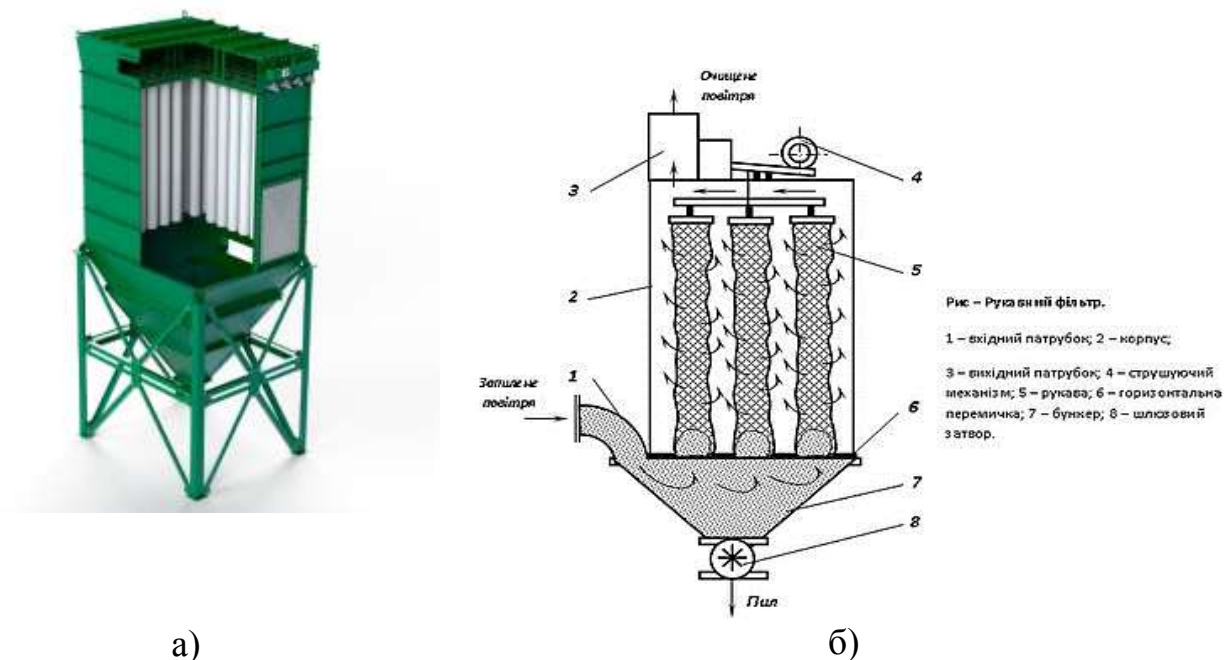 Очищене
повітря
3
4
5
2
Запилене
повітря
1
6
7
8
Пил
Рис – Рукавний фільтр.
1 – вхідний патрубок; 2 – корпус;
3 – вихідний патрубок; 4 – струшуючий
механізм; 5 – рукава; 6 – горизонтальна
перемичка; 7 – бункер; 8 – шлюзовий
затвор.
а)
б)